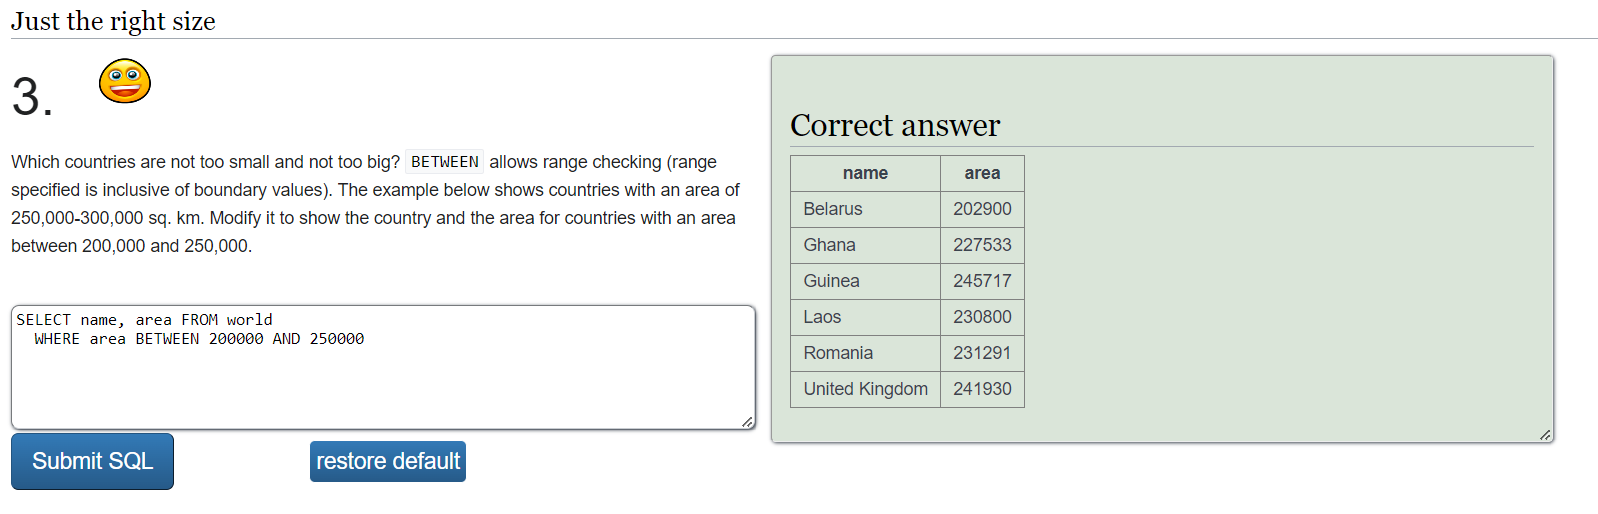 Just the right size
3.
Which countries are not too small and not too big? BETWEEN allows range checking (range
specified is inclusive of boundary values). The example below shows countries with an area of
250,000-300,000 sq. km. Modify it to show the country and the area for countries with an area
between 200,000 and 250,000.
SELECT name, area FROM world
  WHERE area BETWEEN 200000 AND 250000
Submit SQL
restore default
Correct answer
name area
Belarus 202900
Ghana 227533
Guinea 245717
Laos 230800
Romania 231291
United Kingdom 241930